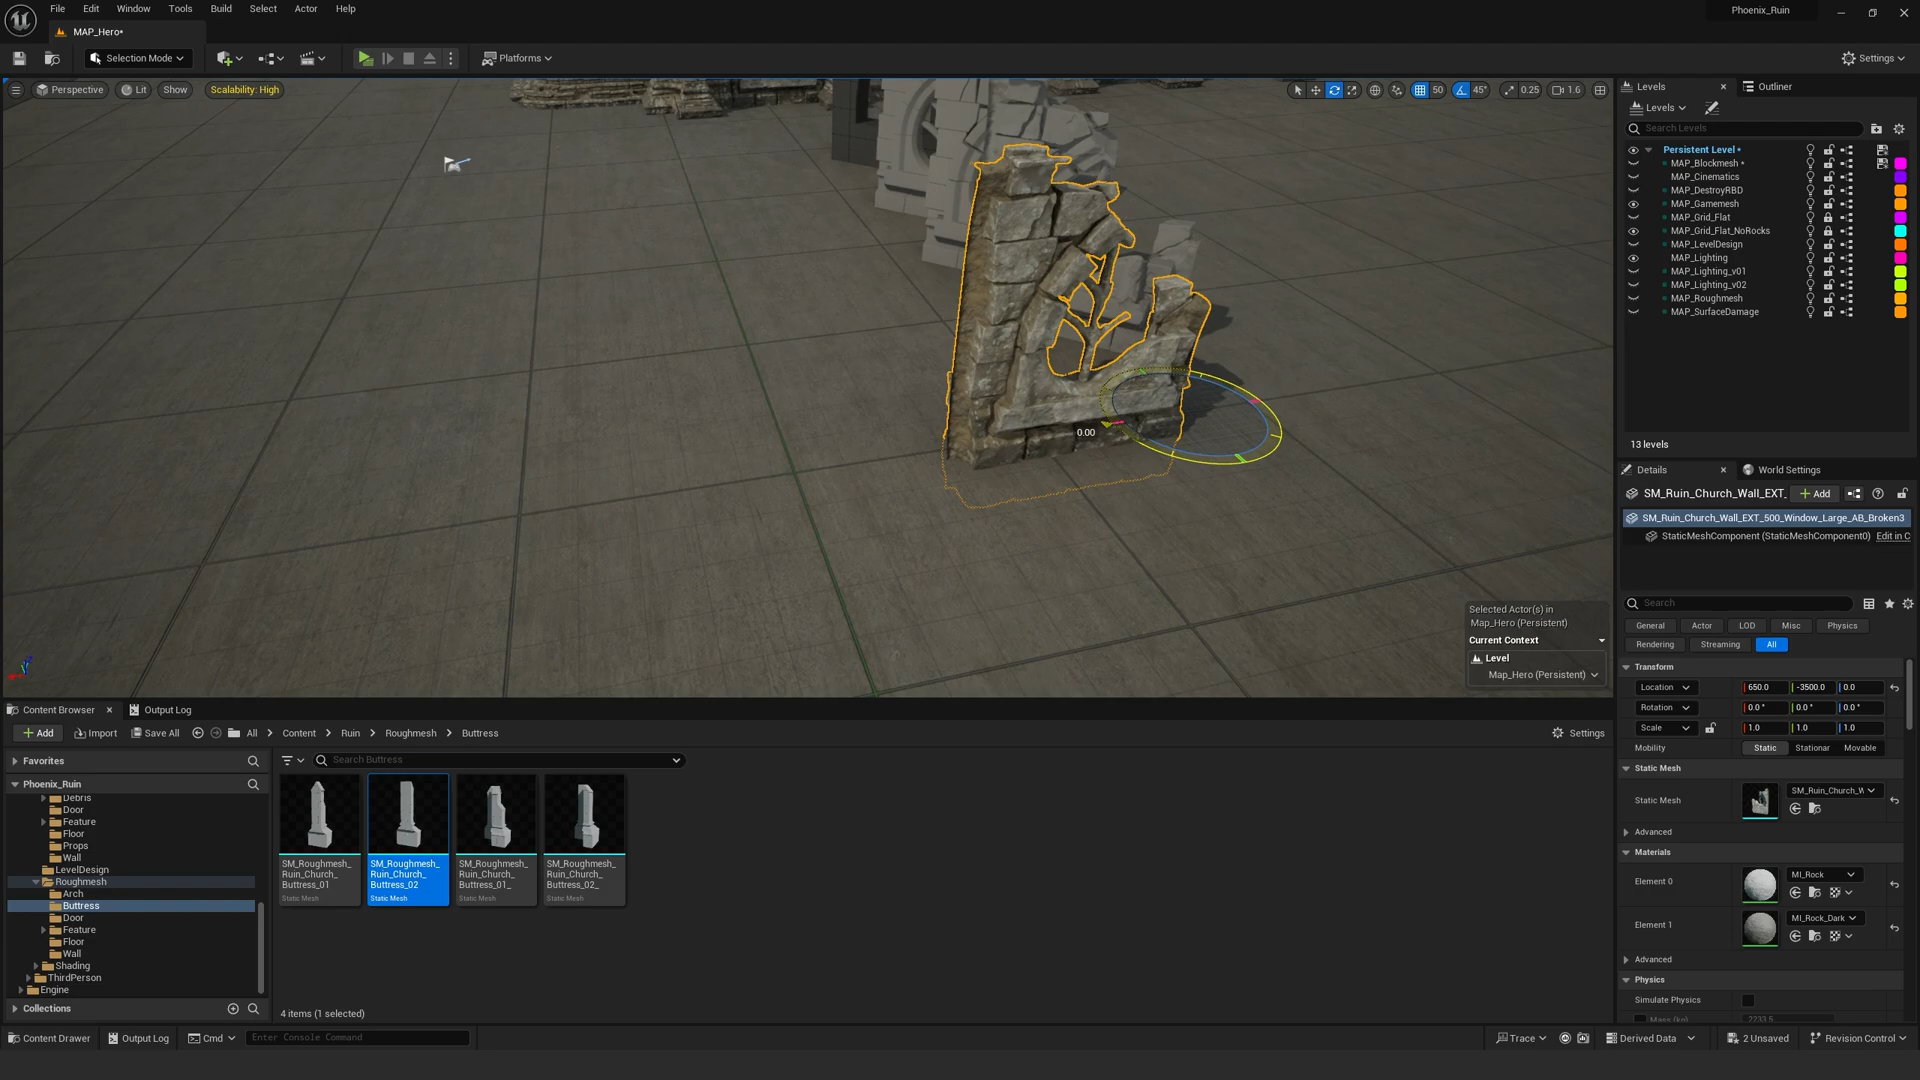 File Edit Window Tools Build Select Actor Help
Phoenix_Ruin
MAP_Hero•
Selection Mode
Platforms
Settings
Perspective
Lit
Show
Scalability: High
50
45°
0.25
1.6
0.00
Selected Actor(s) in
Map_Hero (Persistent)
Current Context
Level
Map_Hero (Persistent)
Levels
Outliner
Levels
Search Levels
Persistent Level •
MAP_Blockmesh •
MAP_Cinematics
MAP_DestroyRBD
MAP_Gamemesh
MAP_Grid_Flat
MAP_Grid_Flat_NoRocks
MAP_LevelDesign
MAP_Lighting
MAP_Lighting_v01
MAP_Lighting_v02
MAP_Roughmesh
MAP_SurfaceDamage
13 levels
Details
World Settings
SM_Ruin_Church_Wall_EXT_
+ Add
SM_Ruin_Church_Wall_EXT_500_Window_Large_AB_Broken3
StaticMeshComponent (StaticMeshComponent0) Edit in C
Search
General Actor LOD Misc Physics
Rendering Streaming All
Transform
Location 650.0 -3500.0 0.0
Rotation 0.0 ° 0.0 ° 0.0 °
Scale 1.0 1.0 1.0
Mobility Static Stationar Movable
Static Mesh
Static Mesh SM_Ruin_Church_W
Advanced
Materials
Element 0 MI_Rock
Element 1 MI_Rock_Dark
Advanced
Physics
Simulate Physics
Mass (kg) 2233.5
Content Browser
Output Log
+ Add Import Save All All > Content > Ruin > Roughmesh > Buttress
Settings
Favorites
Phoenix_Ruin
Debris
Door
Feature
Floor
Props
Wall
LevelDesign
Roughmesh
Arch
Buttress
Door
Feature
Floor
Wall
Shading
ThirdPerson
Engine
Collections
Search Buttress
SM_Roughmesh_
Ruin_Church_
Buttress_01
Static Mesh
SM_Roughmesh_
Ruin_Church_
Buttress_02
Static Mesh
SM_Roughmesh_
Ruin_Church_
Buttress_01_
Static Mesh
SM_Roughmesh_
Ruin_Church_
Buttress_02_
Static Mesh
4 items (1 selected)
Content Drawer
Output Log
Cmd
Enter Console Command
Trace
Derived Data
2 Unsaved
Revision Control